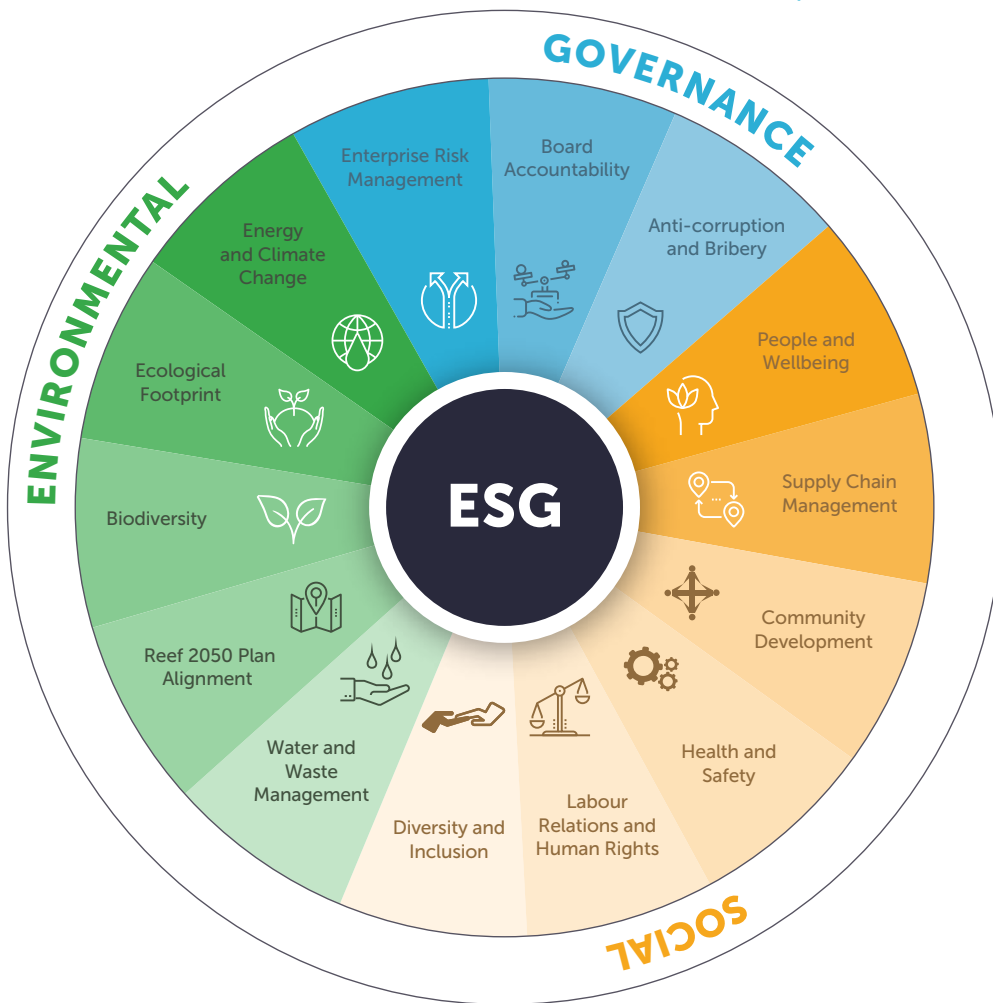 GOVERNANCE
ENVIRONMENTAL
SOCIAL
ESG
Enterprise Risk
Management
Board
Accountability
Anti-corruption
and Bribery
People and
Wellbeing
Supply Chain
Management
Community
Development
Health and
Safety
Labour
Relations and
Human Rights
Diversity and
Inclusion
Water and
Waste
Management
Reef 2050 Plan
Alignment
Biodiversity
Ecological
Footprint
Energy
and Climate
Change